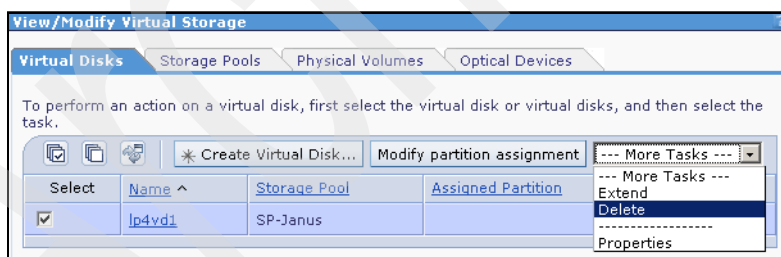 View/Modify Virtual Storage
Virtual Disks Storage Pools Physical Volumes Optical Devices
To perform an action on a virtual disk, first select the virtual disk or virtual disks, and then select the
task.
Create Virtual Disk... Modify partition assignment --- More Tasks ---
--- More Tasks ---
Select Name ^ Storage Pool Assigned Partition
Extend
Delete
lp4vd1 SP-Janus
------------------
Properties